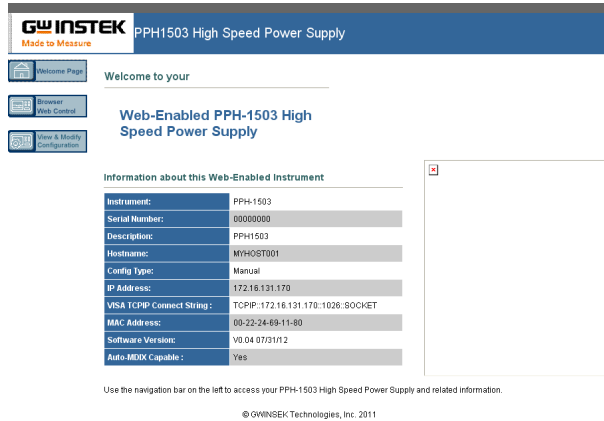 GWINSTEK
Made to Measure
PPH1503 High Speed Power Supply
Welcome Page
Browser
Web Control
View & Modify
Configuration
Welcome to your
Web-Enabled PPH-1503 High
Speed Power Supply
Information about this Web-Enabled Instrument
Instrument: PPH-1503
Serial Number: 00000000
Description: PPH1503
Hostname: MYHOST001
Config Type: Manual
IP Address: 172.16.131.170
VISA TCPIP Connect String : TCPIP::172.16.131.170::1026::SOCKET
MAC Address: 00-22-24-69-11-80
Software Version: V0.04 07/31/12
Auto-MDIX Capable : Yes
Use the navigation bar on the left to access your PPH-1503 High Speed Power Supply and related information.
© GWINSEK Technologies, Inc. 2011